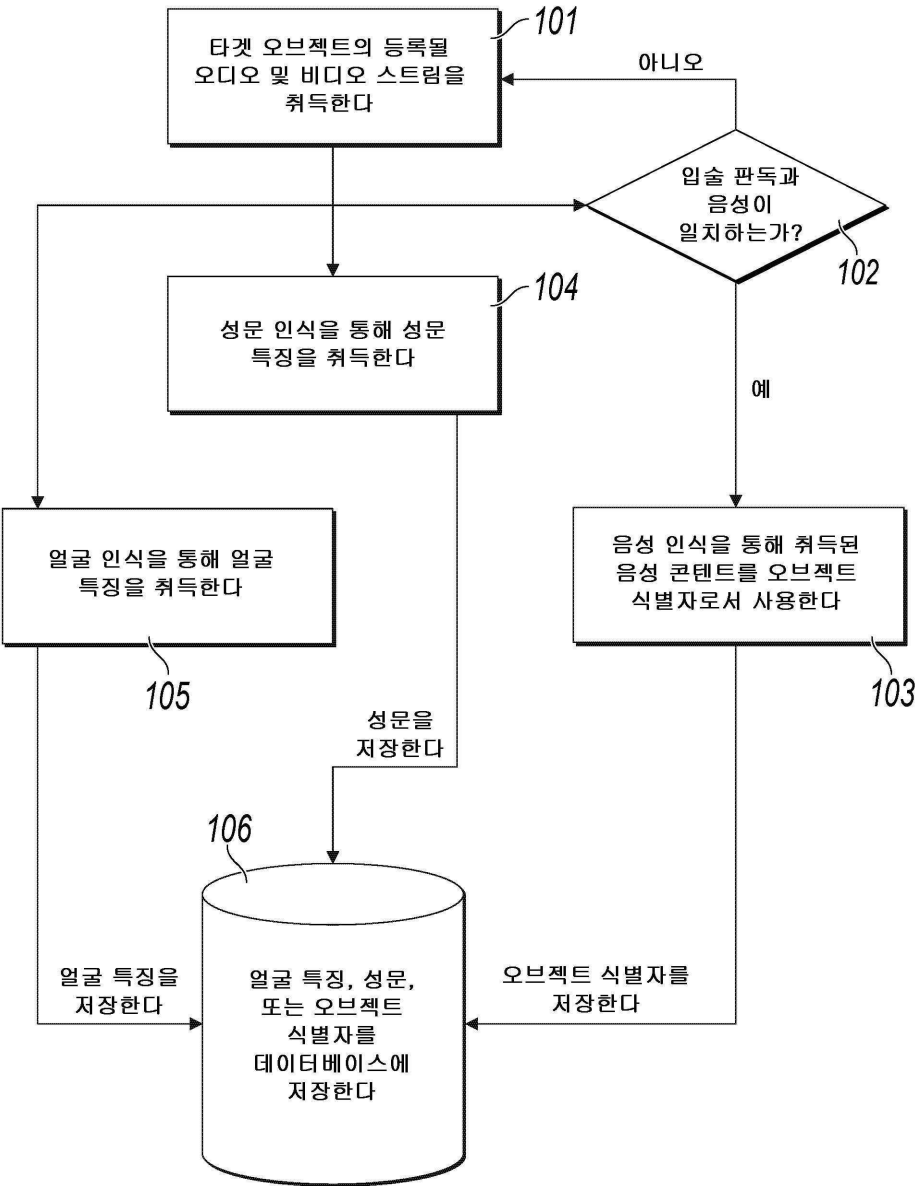 101
타겟 오브젝트의 등록될
오디오 및 비디오 스트림을
취득한다
아니오
입술 판독과
음성이
일치하는가?
102
104
성문 인식을 통해 성문
특징을 취득한다
예
얼굴 인식을 통해 얼굴
특징을 취득한다
105
음성 인식을 통해 취득된
음성 콘텐트를 오브젝트
식별자로서 사용한다
103
성문을
저장한다
106
얼굴 특징을
저장한다
얼굴 특징, 성문,
또는 오브젝트
식별자를
데이터베이스에
저장한다
오브젝트 식별자를
저장한다